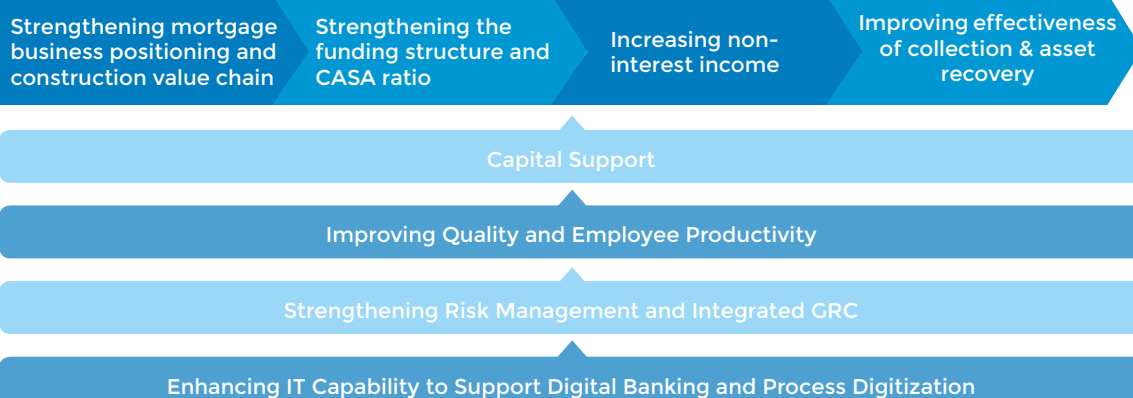 Strengthening mortgage
business positioning and
construction value chain
Strengthening the
funding structure and
CASA ratio
Increasing non-
interest income
Improving effectiveness
of collection & asset
recovery
Capital Support
Improving Quality and Employee Productivity
Strengthening Risk Management and Integrated GRC
Enhancing IT Capability to Support Digital Banking and Process Digitization